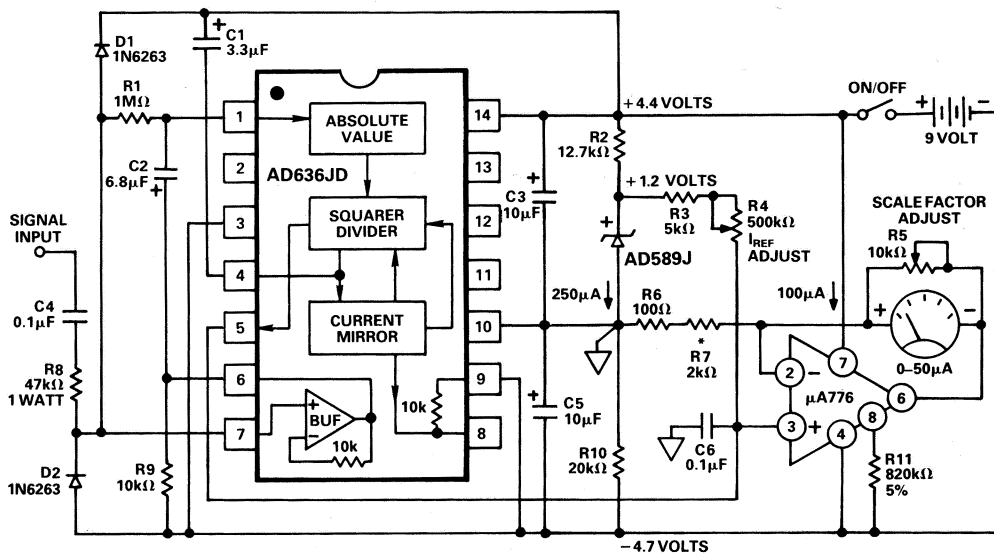 D1
1N6263
+
C1
3.3μF
R1
1MΩ
1
ABSOLUTE
VALUE
14
+4.4 VOLTS
ON/OFF
+
−
9 VOLT
C2
6.8μF
+
2
AD636JD
13
R2
12.7kΩ
+1.2 VOLTS
+
C3
10μF
SIGNAL
INPUT
3
SQUARER
DIVIDER
12
R3
5kΩ
R4
500kΩ
IREF
ADJUST
SCALE FACTOR
ADJUST
R5
10kΩ
+
AD589J
4
11
C4
0.1μF
5
CURRENT
MIRROR
10
250μA
R6
100Ω
*
R7
2kΩ
100μA
+
−
0–50μA
R8
47kΩ
1 WATT
6
9
10k
+
C5
10μF
2
−
7
μA776
6
7
+
BUF
−
10k
8
3
+
4
8
C6
0.1μF
D2
1N6263
R9
10kΩ
R10
20kΩ
R11
820kΩ
5%
−4.7 VOLTS